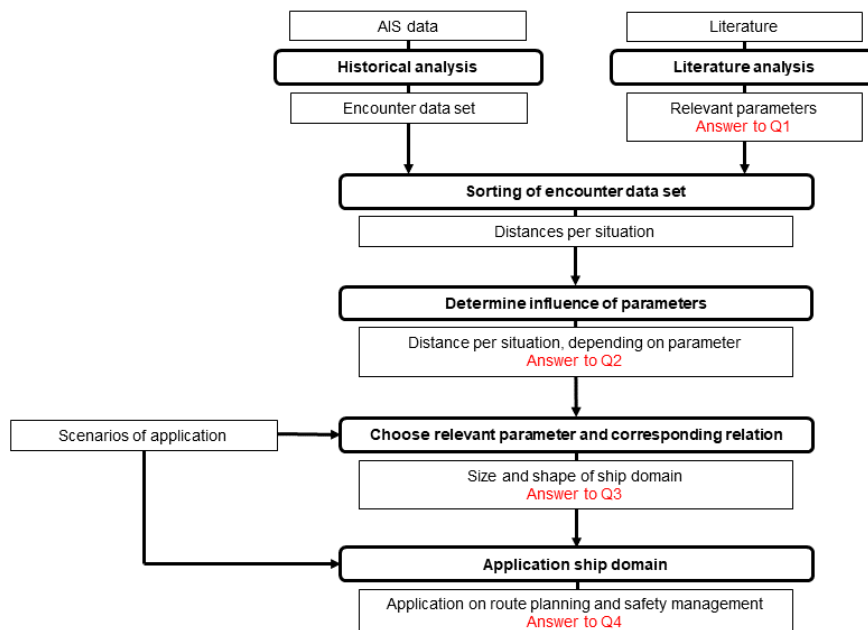 AIS data
Literature
Historical analysis
Literature analysis
Encounter data set
Relevant parameters
Answer to Q1
Sorting of encounter data set
Distances per situation
Determine influence of parameters
Distance per situation, depending on parameter
Answer to Q2
Scenarios of application
Choose relevant parameter and corresponding relation
Size and shape of ship domain
Answer to Q3
Application ship domain
Application on route planning and safety management
Answer to Q4